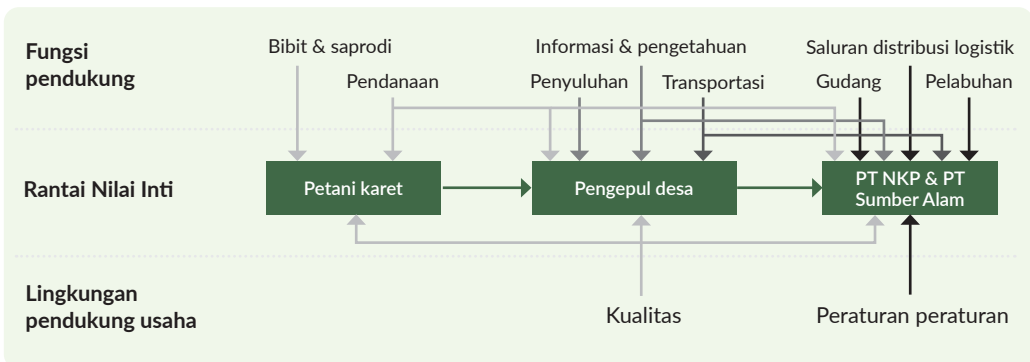 Fungsi
pendukung
Bibit & saprodi
Informasi & pengetahuan
Saluran distribusi logistik
Pendanaan
Penyuluhan
Transportasi
Gudang
Pelabuhan
Rantai Nilai Inti
Petani karet
Pengepul desa
PT NKP & PT
Sumber Alam
Lingkungan
pendukung usaha
Kualitas
Peraturan peraturan